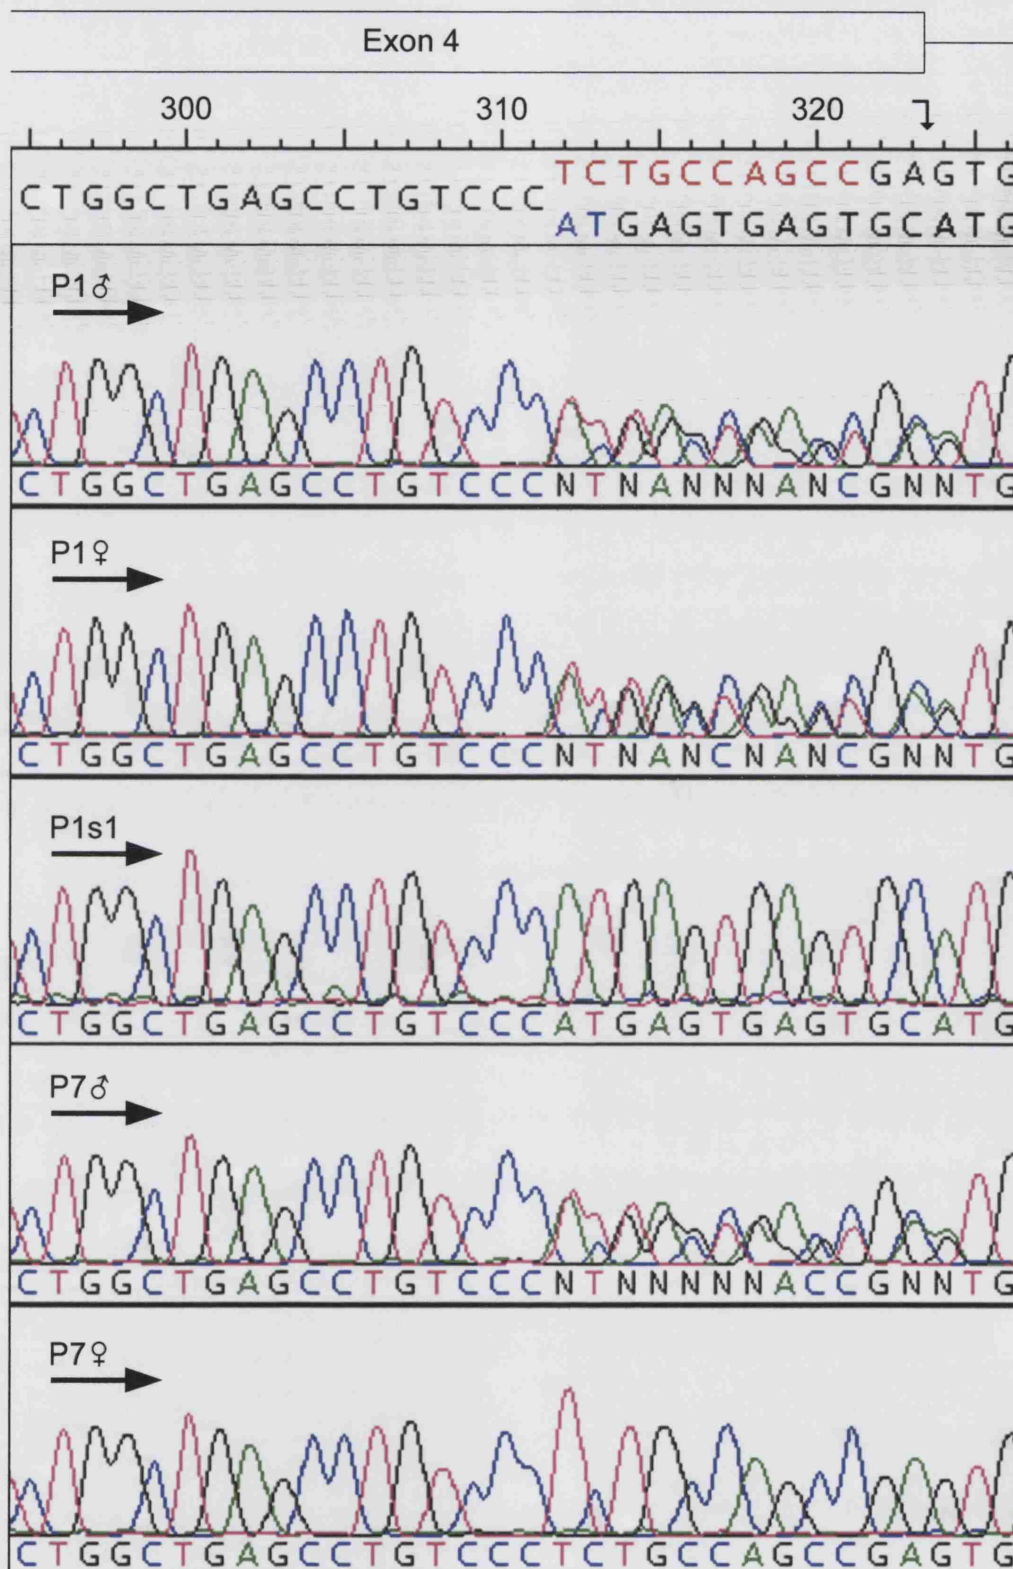 Exon 4
300 310 320
TCTGCCAGCCGAGTG
CTGGCTGAGCCTGTCCC
ATGAGTGAGTGCATG
P1♂
CTGGCTGAGCCTGTCCCNTNANNNANCGNNTG
P1♀
CTGGCTGAGCCTGTCCCNTNANCNANCGNNTG
P1s1
CTGGCTGAGCCTGTCCCATGAGTGAGTGCATG
P7♂
CTGGCTGAGCCTGTCCCNTNNNNNACCGNNTG
P7♀
CTGGCTGAGCCTGTCCCTCTGCCAGCCGAGTG